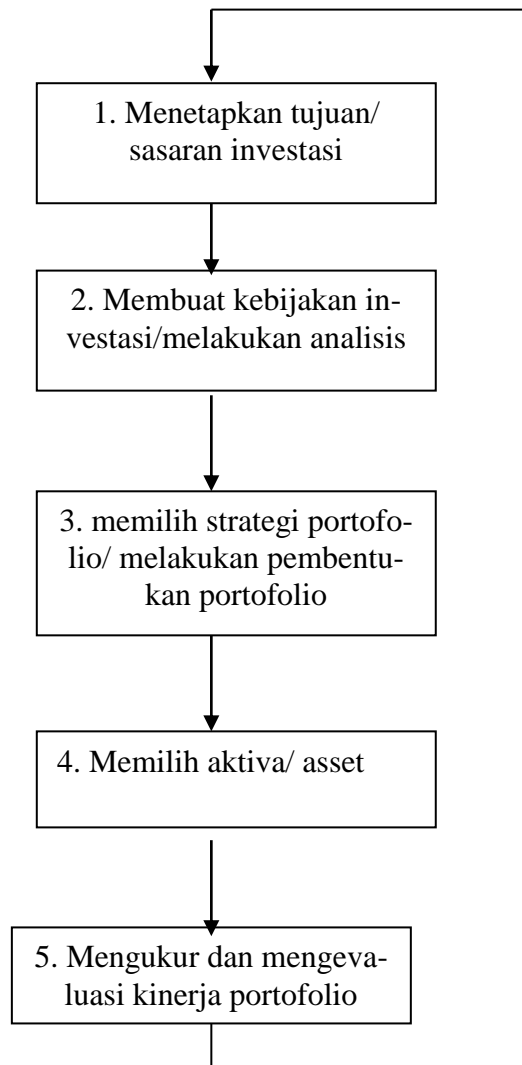 1. Menetapkan tujuan/
sasaran investasi
2. Membuat kebijakan in-
vestasi/melakukan analisis
3. memilih strategi portofo-
lio/ melakukan pembentu-
kan portofolio
4. Memilih aktiva/ asset
5. Mengukur dan mengeva-
luasi kinerja portofolio